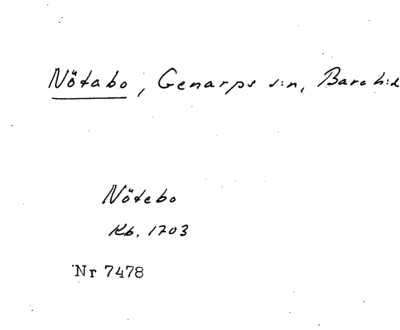 Nötabo, Genarps s:n, Bara h:d
Nötebo
Kb. 1703
Nr 7478